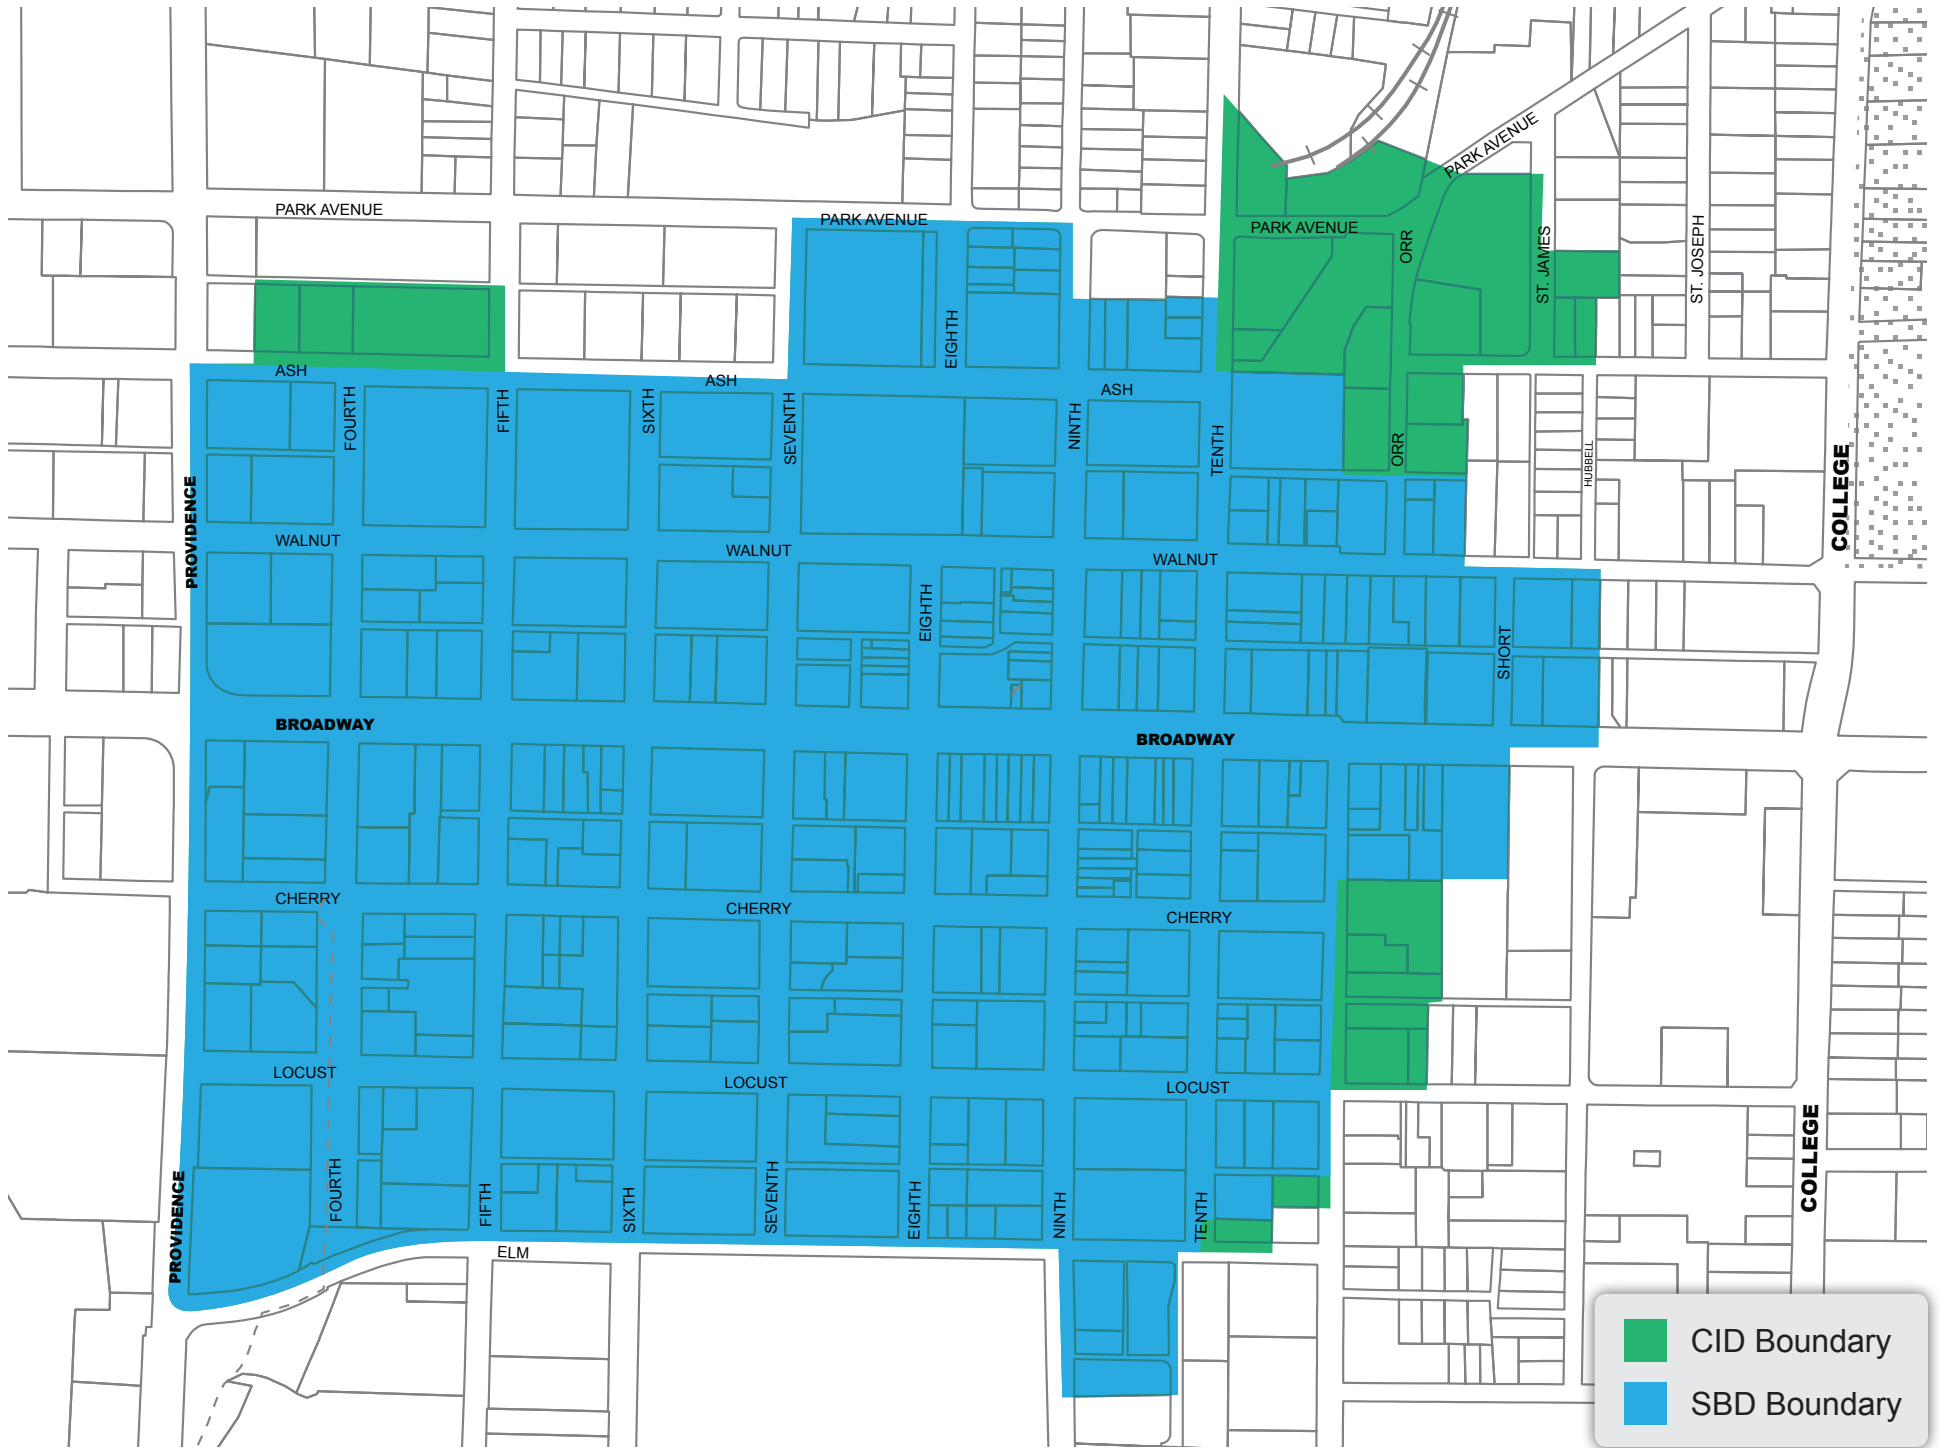 PARK AVENUE
PARK AVENUE
PARK AVENUE
PARK AVENUE
ORR
ST. JAMES
ST. JOSEPH
EIGHTH
ASH
ASH
ASH
FOURTH
FIFTH
SIXTH
SEVENTH
NINTH
TENTH
ORR
HUBBELL
COLLEGE
PROVIDENCE
WALNUT
WALNUT
WALNUT
EIGHTH
SHORT
BROADWAY
BROADWAY
CHERRY
CHERRY
CHERRY
LOCUST
LOCUST
LOCUST
PROVIDENCE
FOURTH
FIFTH
SIXTH
SEVENTH
EIGHTH
NINTH
TENTH
COLLEGE
ELM
CID Boundary
SBD Boundary